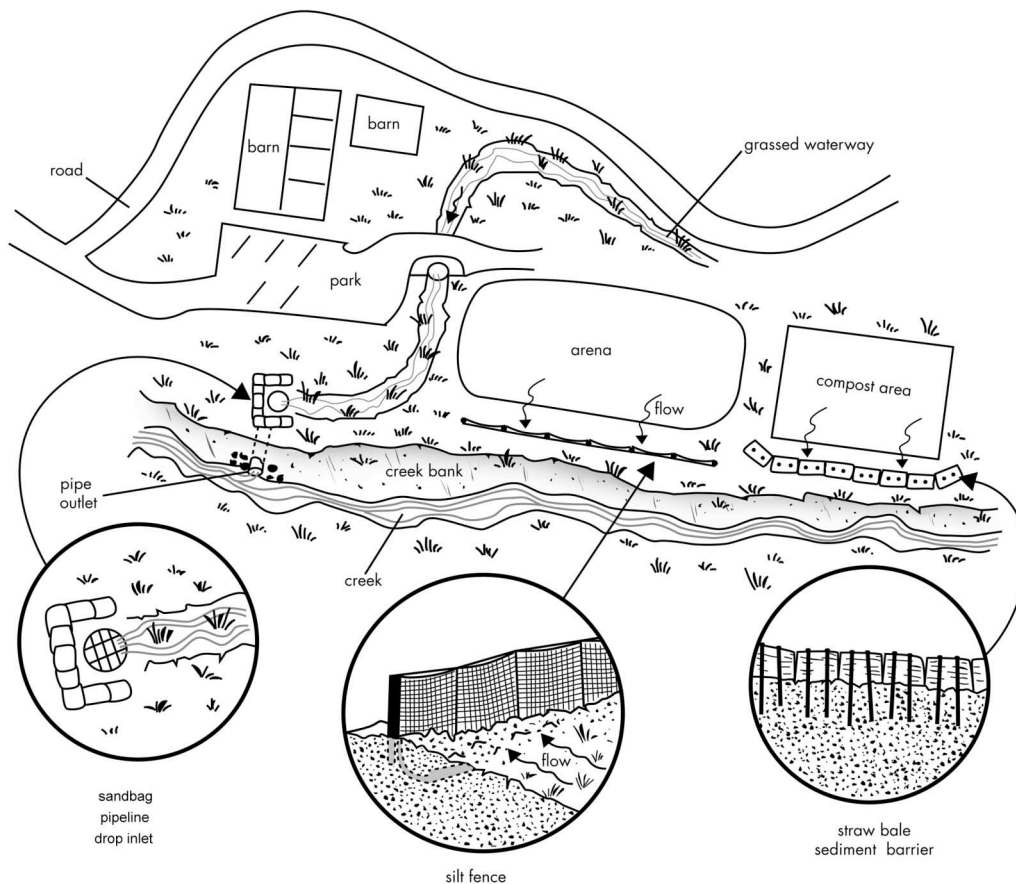 barn
barn
road
grassed waterway
park
arena
compost area
flow
creek bank
pipe
outlet
creek
flow
sandbag
pipeline
drop inlet
silt fence
straw bale
sediment barrier